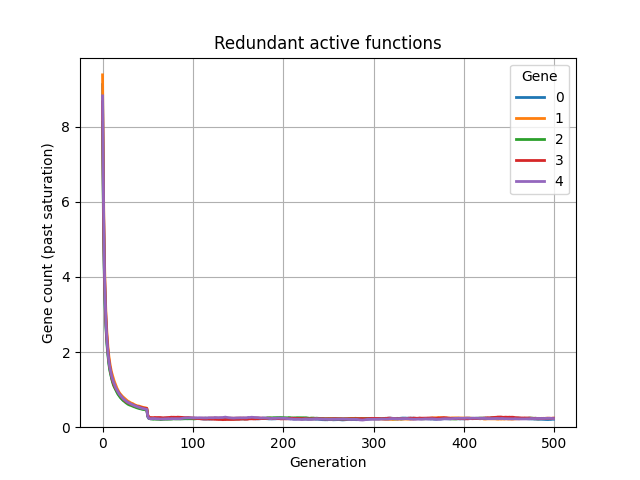 Redundant active functions
Gene count (past saturation)
8
6
4
2
0
0 100 200 300 400 500
Generation
Gene
0
1
2
3
4